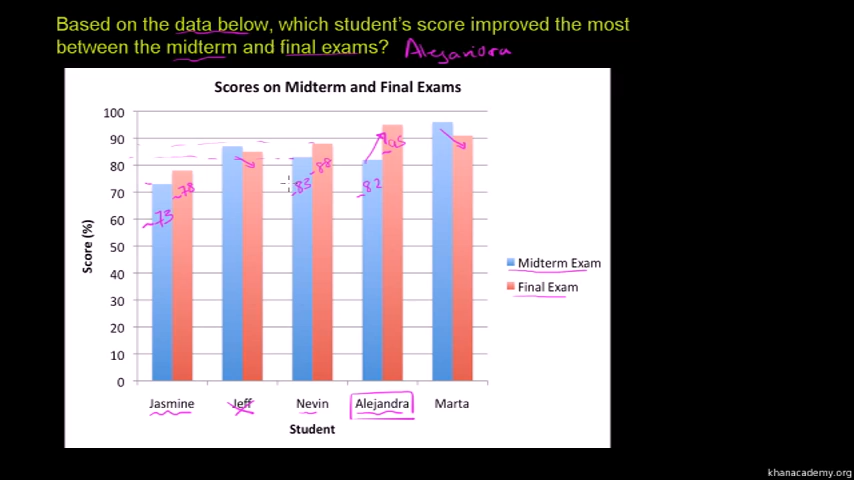 Based on the data below, which student's score improved the most
between the midterm and final exams? Alejandra
Scores on Midterm and Final Exams
100
90
80
70
60
50
40
30
20
10
0
Score (%)
~73
~78
~83
~88
~82
~95
Midterm Exam
Final Exam
Jasmine Jeff Nevin Alejandra Marta
Student
khanacademy.org